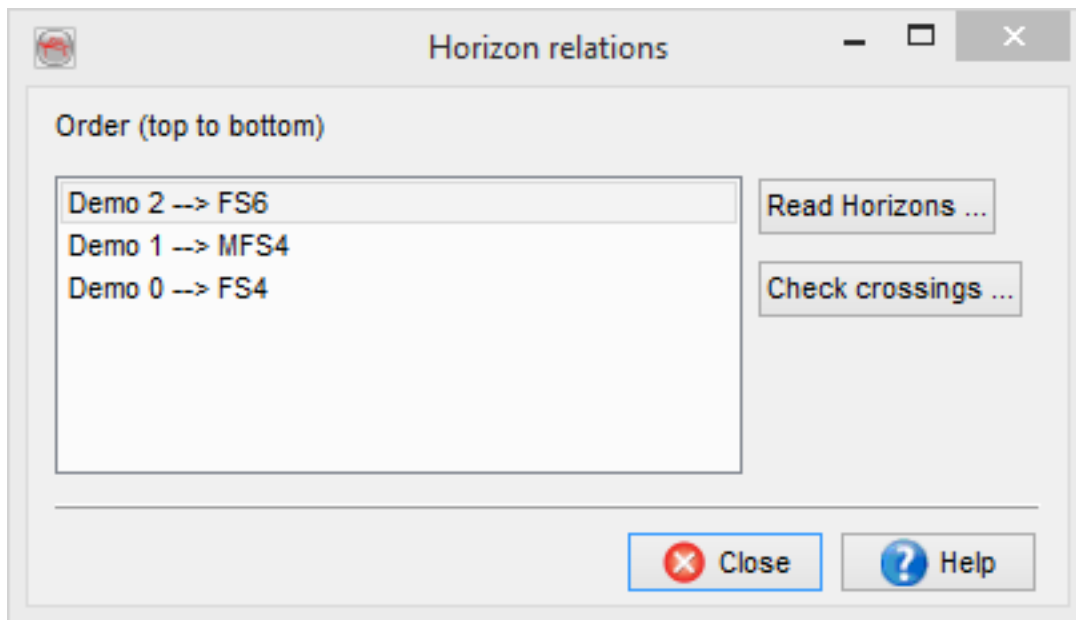 Horizon relations
Order (top to bottom)
Demo 2 --> FS6
Demo 1 --> MFS4
Demo 0 --> FS4
Read Horizons ...
Check crossings ...
Close
Help